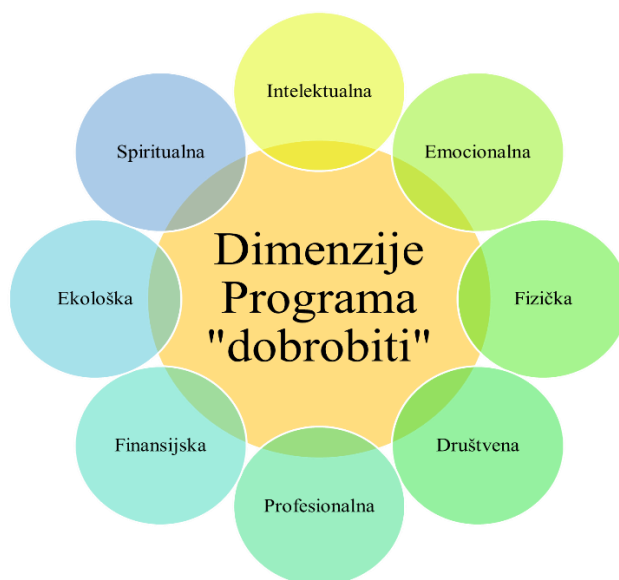 Intelektualna
Emocionalna
Fizička
Društvena
Profesionalna
Finansijska
Ekološka
Spiritualna
Dimenzije
Programa
"dobrobiti"